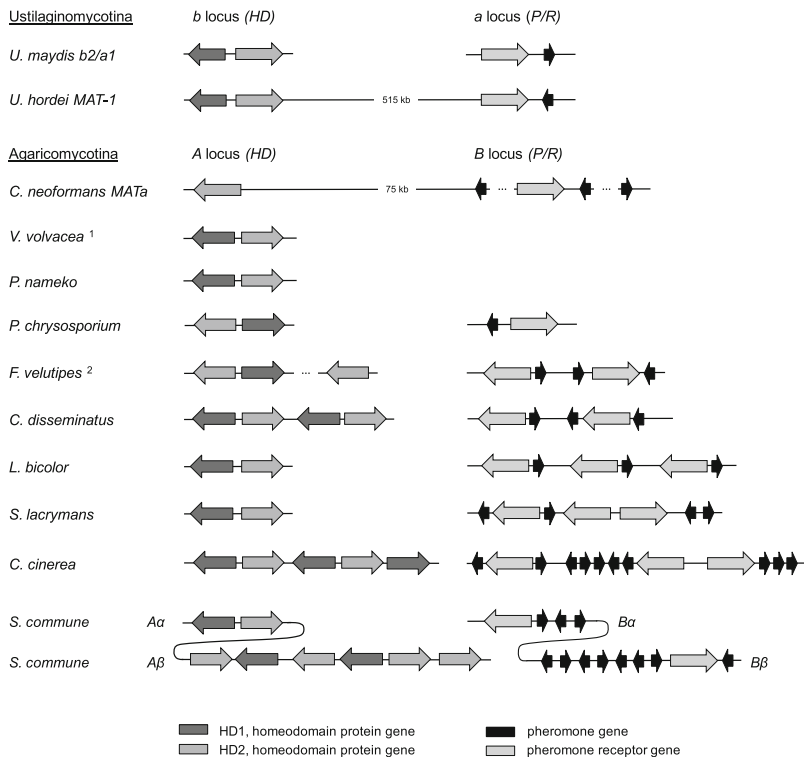 Ustilaginomycotina b locus (HD) a locus (P/R)
U. maydis b2/a1
U. hordei MAT-1 515 kb
Agaricomycotina A locus (HD) B locus (P/R)
C. neoformans MATa 75 kb ... ...
V. volvacea 1
P. nameko
P. chrysosporium
F. velutipes 2 ...
C. disseminatus
L. bicolor
S. lacrymans
C. cinerea
S. commune Aα Bα
S. commune Aβ Bβ
HD1, homeodomain protein gene pheromone gene
HD2, homeodomain protein gene pheromone receptor gene